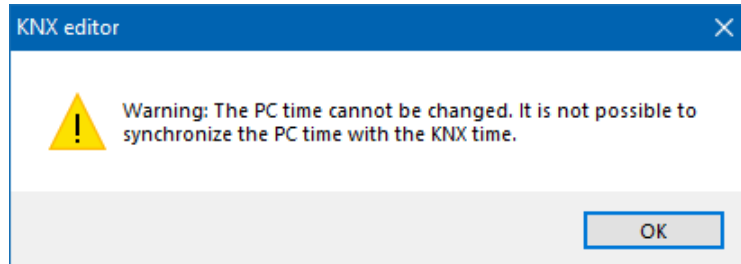 KNX editor
Warning: The PC time cannot be changed. It is not possible to
synchronize the PC time with the KNX time.
OK